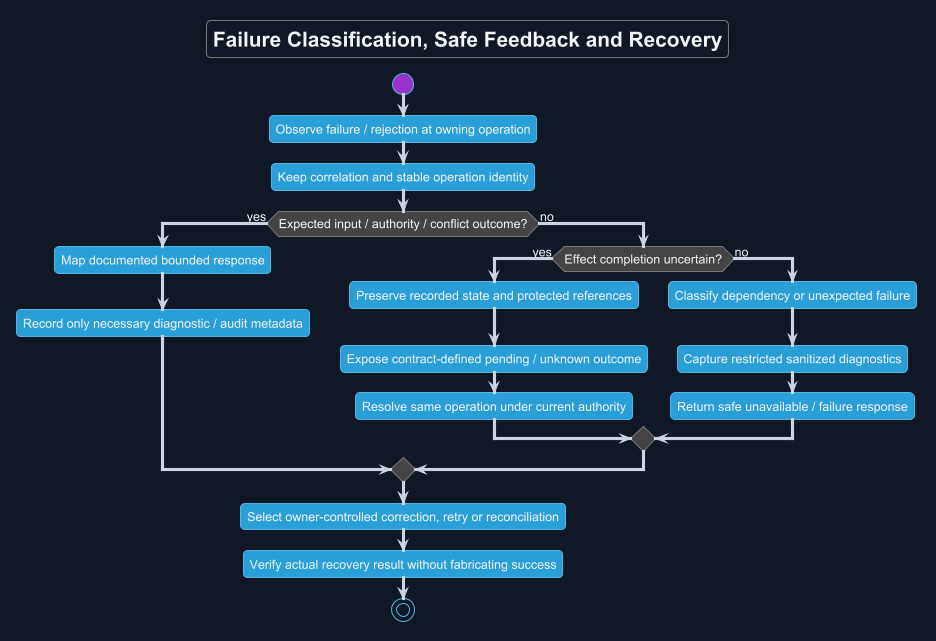 Failure Classification, Safe Feedback and Recovery
Observe failure / rejection at owning operation
Keep correlation and stable operation identity
yes
Expected input / authority / conflict outcome?
no
Map documented bounded response
Record only necessary diagnostic / audit metadata
yes
Effect completion uncertain?
no
Preserve recorded state and protected references
Expose contract-defined pending / unknown outcome
Resolve same operation under current authority
Classify dependency or unexpected failure
Capture restricted sanitized diagnostics
Return safe unavailable / failure response
Select owner-controlled correction, retry or reconciliation
Verify actual recovery result without fabricating success